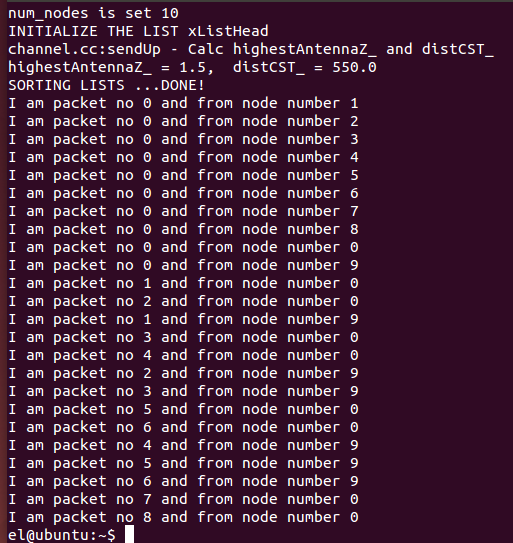 num_nodes is set 10
INITIALIZE THE LIST xListHead
channel.cc:sendUp - Calc highestAntennaZ_ and distCST_
highestAntennaZ_ = 1.5,  distCST_ = 550.0
SORTING LISTS ...DONE!
I am packet no 0 and from node number 1
I am packet no 0 and from node number 2
I am packet no 0 and from node number 3
I am packet no 0 and from node number 4
I am packet no 0 and from node number 5
I am packet no 0 and from node number 6
I am packet no 0 and from node number 7
I am packet no 0 and from node number 8
I am packet no 0 and from node number 0
I am packet no 0 and from node number 9
I am packet no 1 and from node number 0
I am packet no 2 and from node number 0
I am packet no 1 and from node number 9
I am packet no 3 and from node number 0
I am packet no 4 and from node number 0
I am packet no 2 and from node number 9
I am packet no 3 and from node number 9
I am packet no 5 and from node number 0
I am packet no 6 and from node number 0
I am packet no 4 and from node number 9
I am packet no 5 and from node number 9
I am packet no 6 and from node number 9
I am packet no 7 and from node number 0
I am packet no 8 and from node number 0
el@ubuntu:~$